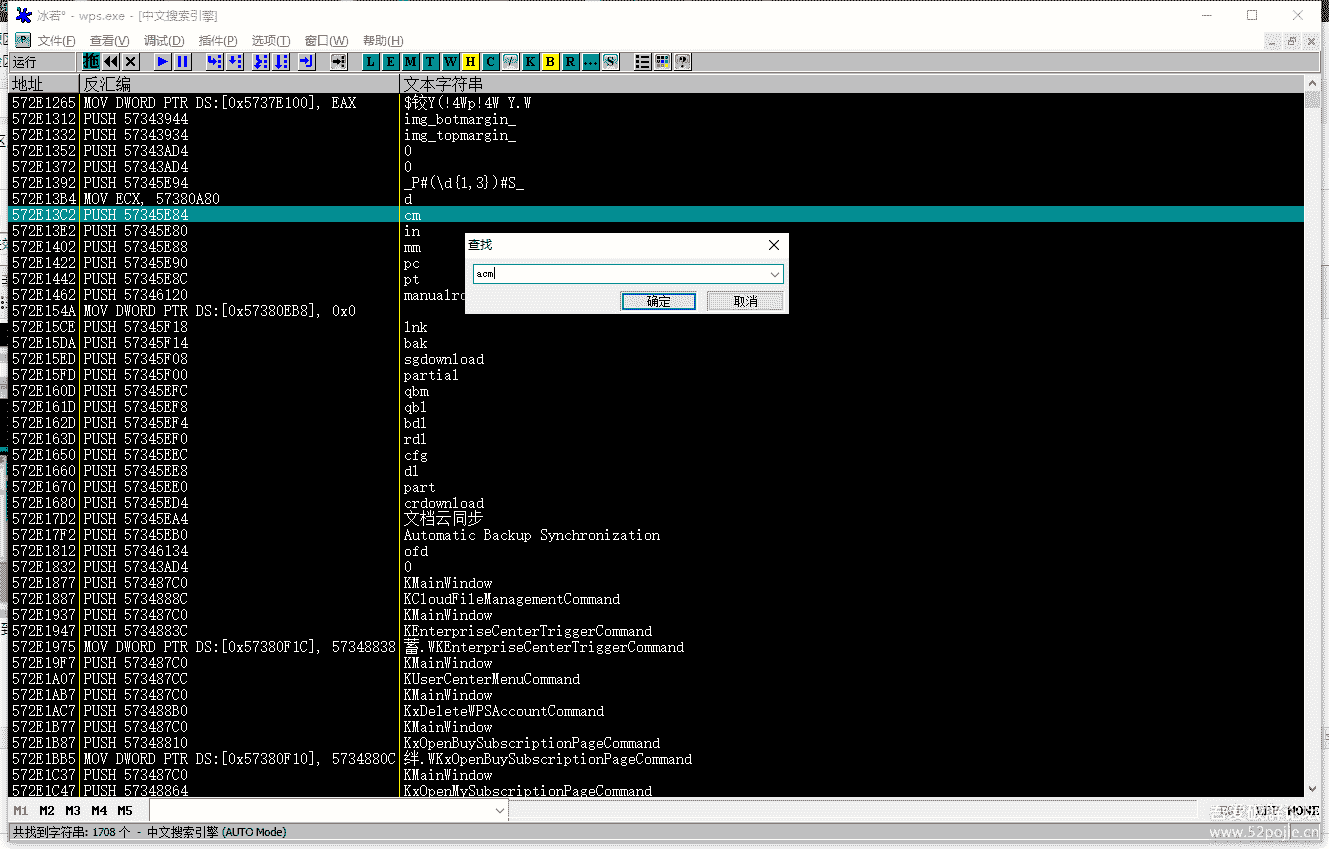 冰若° - wps.exe - [中文搜索引擎]
文件(F) 查看(V) 调试(D) 插件(P) 选项(T) 窗口(W) 帮助(H)
运行 拖 L E M T W H C / K B R ... S ?
地址 反汇编 文本字符串
572E1265 MOV DWORD PTR DS:[0x5737E100], EAX $铰Y(!4Wp!4W Y.W
572E1312 PUSH 57343944 img_botmargin_
572E1332 PUSH 57343934 img_topmargin_
572E1352 PUSH 57343AD4 0
572E1372 PUSH 57343AD4 0
572E1392 PUSH 57345E94 _P#(\d{1,3})#S_
572E13B4 MOV ECX, 57380A80 d
572E13C2 PUSH 57345E84 cm
572E13E2 PUSH 57345E80 in
572E1402 PUSH 57345E88 mm
572E1422 PUSH 57345E90 pc
572E1442 PUSH 57345E8C pt
572E1462 PUSH 57346120 manualro
572E154A MOV DWORD PTR DS:[0x57380EB8], 0x0
572E15CE PUSH 57345F18 lnk
572E15DA PUSH 57345F14 bak
572E15ED PUSH 57345F08 sgdownload
572E15FD PUSH 57345F00 partial
572E160D PUSH 57345EFC qbm
572E161D PUSH 57345EF8 qbl
572E162D PUSH 57345EF4 bdl
572E163D PUSH 57345EF0 rdl
572E1650 PUSH 57345EEC cfg
572E1660 PUSH 57345EE8 dl
572E1670 PUSH 57345EE0 part
572E1680 PUSH 57345ED4 crdownload
572E17D2 PUSH 57345EA4 文档云同步
572E17F2 PUSH 57345EB0 Automatic Backup Synchronization
572E1812 PUSH 57346134 ofd
572E1832 PUSH 57343AD4 0
572E1877 PUSH 573487C0 KMainWindow
572E1887 PUSH 5734888C KCloudFileManagementCommand
572E1937 PUSH 573487C0 KMainWindow
572E1947 PUSH 5734883C KEnterpriseCenterTriggerCommand
572E1975 MOV DWORD PTR DS:[0x57380F1C], 57348838 蓄.WKEnterpriseCenterTriggerCommand
572E19F7 PUSH 573487C0 KMainWindow
572E1A07 PUSH 573487CC KUserCenterMenuCommand
572E1AB7 PUSH 573487C0 KMainWindow
572E1AC7 PUSH 573488B0 KxDeleteWPSAccountCommand
572E1B77 PUSH 573487C0 KMainWindow
572E1B87 PUSH 57348810 KxOpenBuySubscriptionPageCommand
572E1BB5 MOV DWORD PTR DS:[0x57380F10], 5734880C 绊.WKxOpenBuySubscriptionPageCommand
572E1C37 PUSH 573487C0 KMainWindow
572E1C47 PUSH 57348864 KxOpenMySubscriptionPageCommand
查找
acm
确定 取消
M1 M2 M3 M4 M5
NONE
共找到字符串: 1708 个 - 中文搜索引擎 (AUTO Mode)
www.52pojie.cn